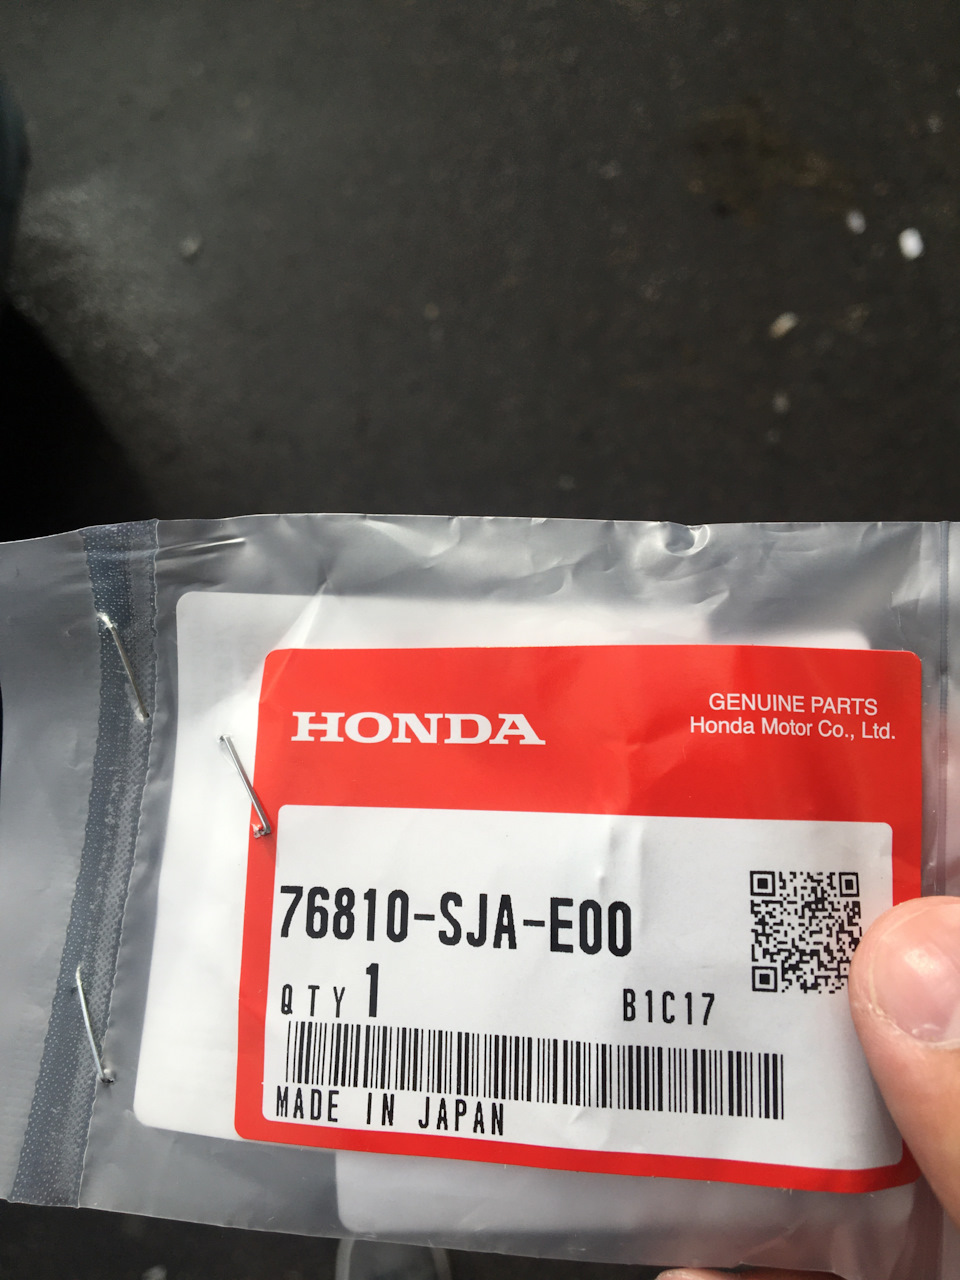 HONDA
GENUINE PARTS
Honda Motor Co., Ltd.
76810-SJA-E00
QTY 1
B1C17
MADE IN JAPAN